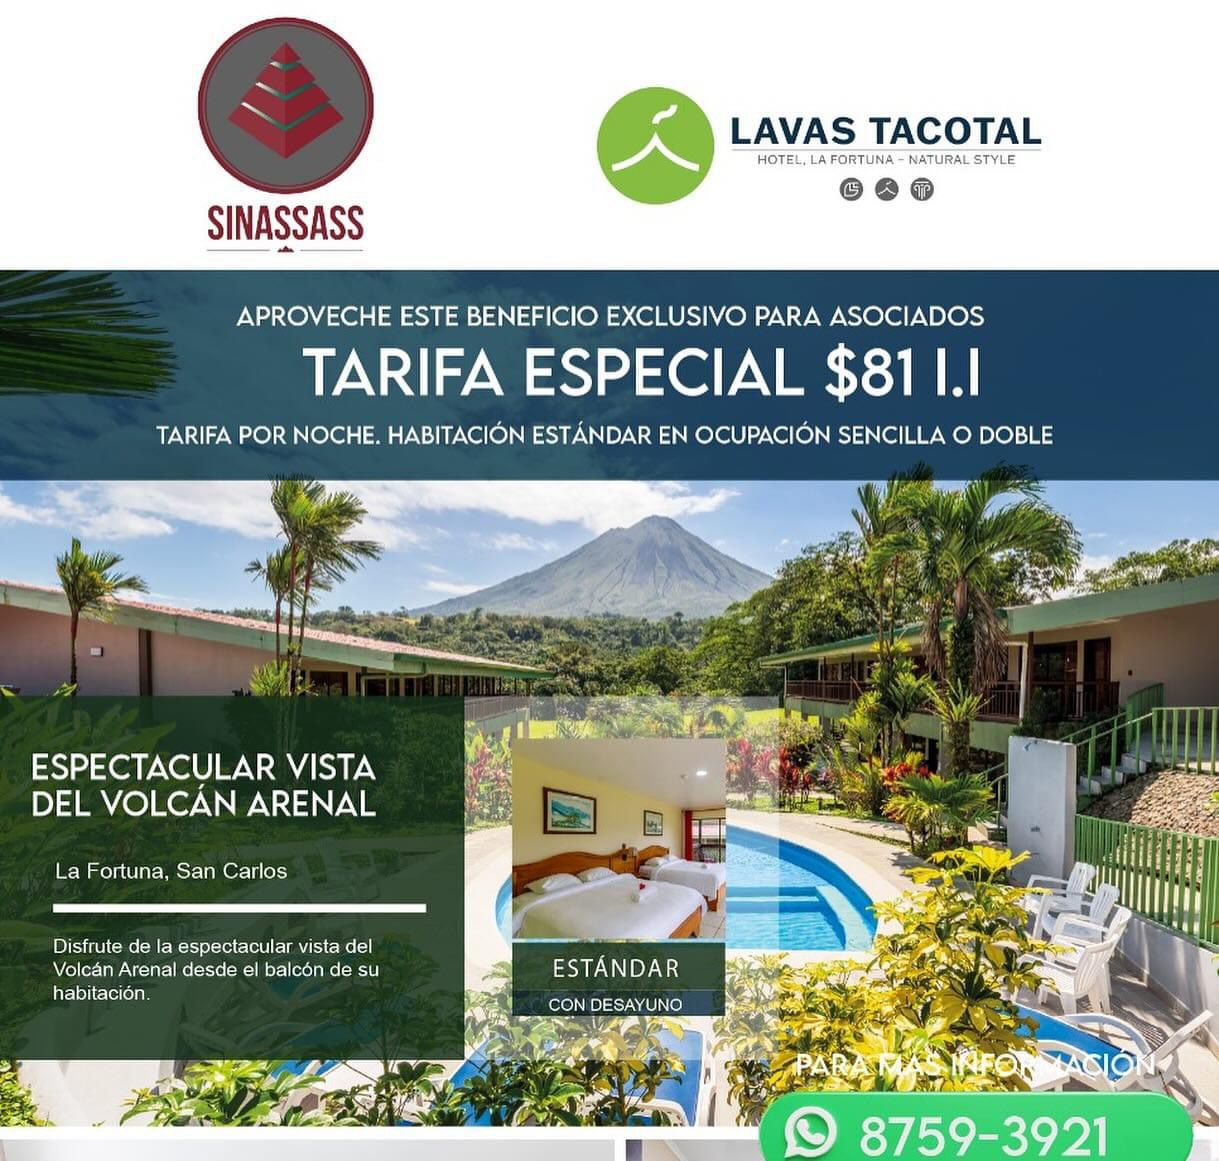 SINASSASS
LAVAS TACOTAL
HOTEL, LA FORTUNA – NATURAL STYLE
APROVECHE ESTE BENEFICIO EXCLUSIVO PARA ASOCIADOS
TARIFA ESPECIAL $81 I.I
TARIFA POR NOCHE. HABITACIÓN ESTÁNDAR EN OCUPACIÓN SENCILLA O DOBLE
ESPECTACULAR VISTA
DEL VOLCÁN ARENAL
La Fortuna, San Carlos
Disfrute de la espectacular vista del
Volcán Arenal desde el balcón de su
habitación.
ESTÁNDAR
CON DESAYUNO
PARA MAS INFORMACIÓN
8759-3921